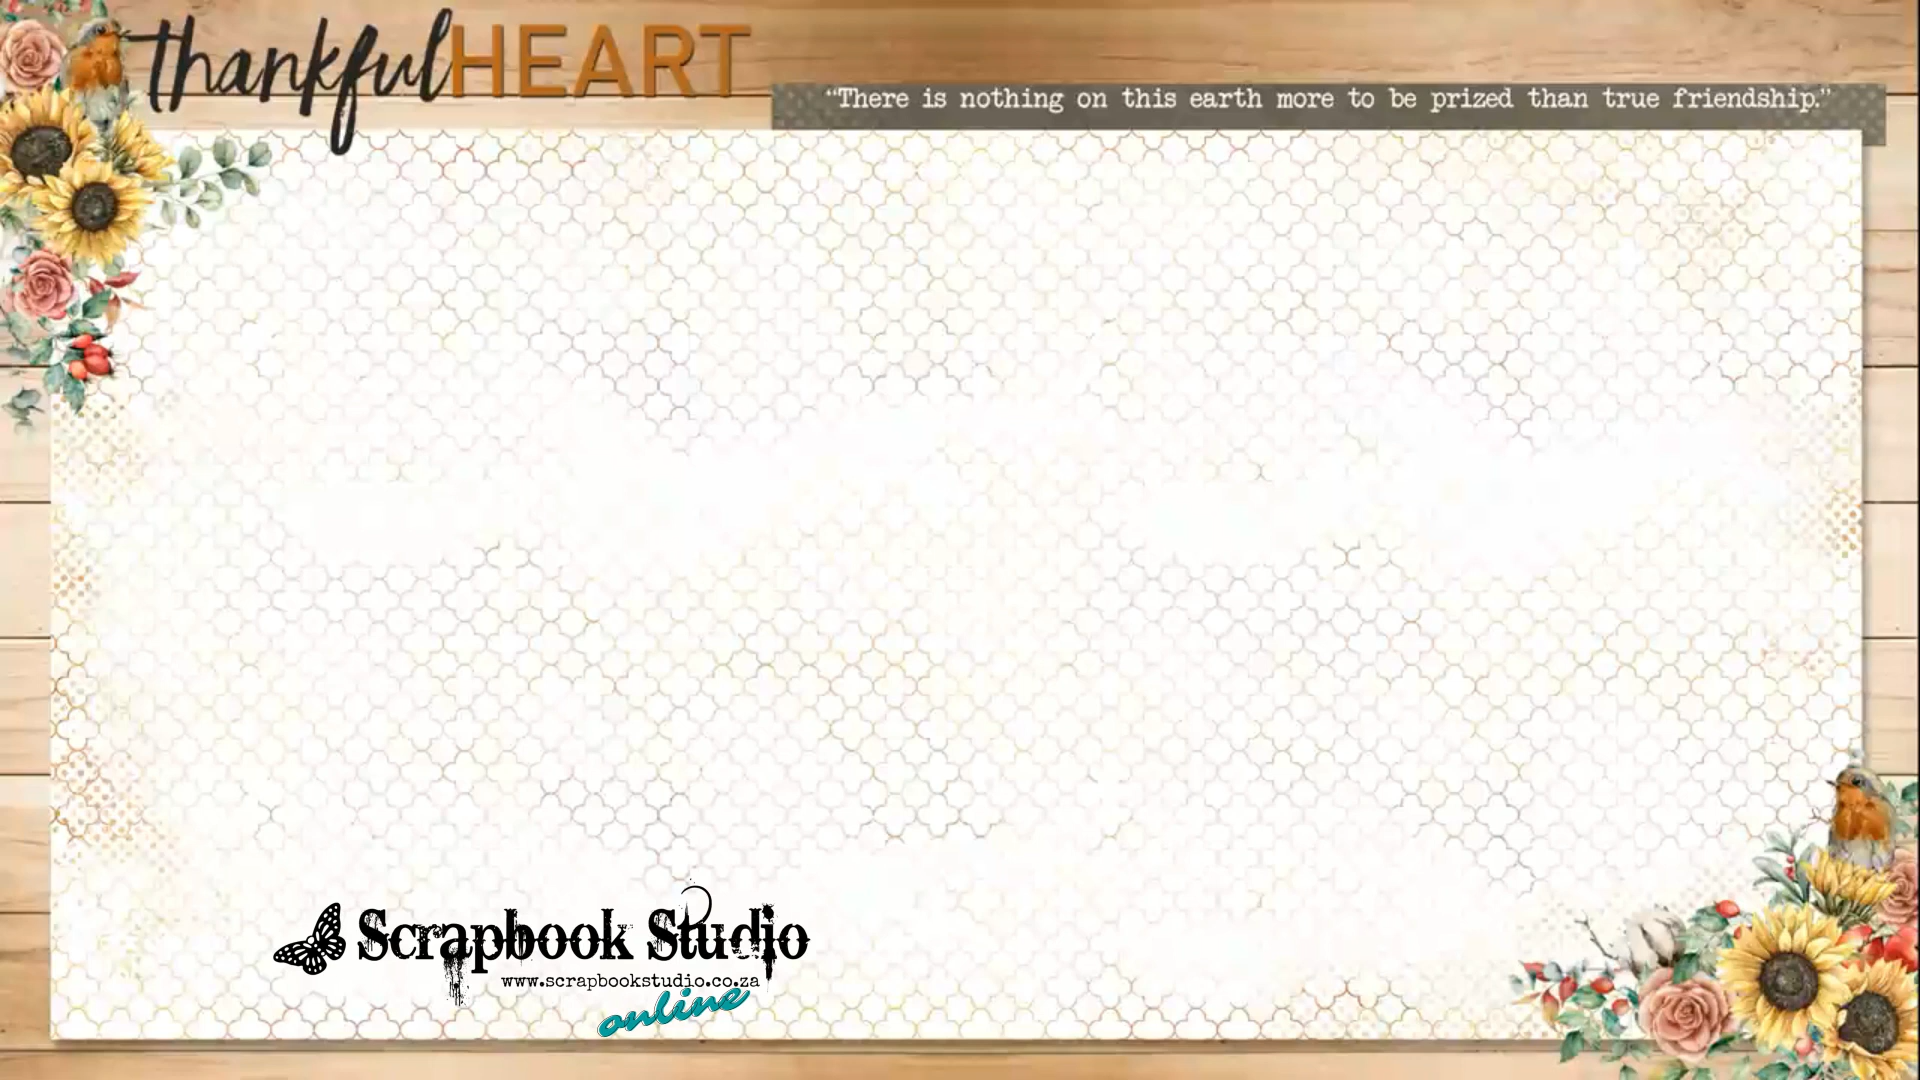 thankfulHEART
“There is nothing on this earth more to be prized than true friendship.”
Scrapbook Studio
www.scrapbookstudio.co.za
online